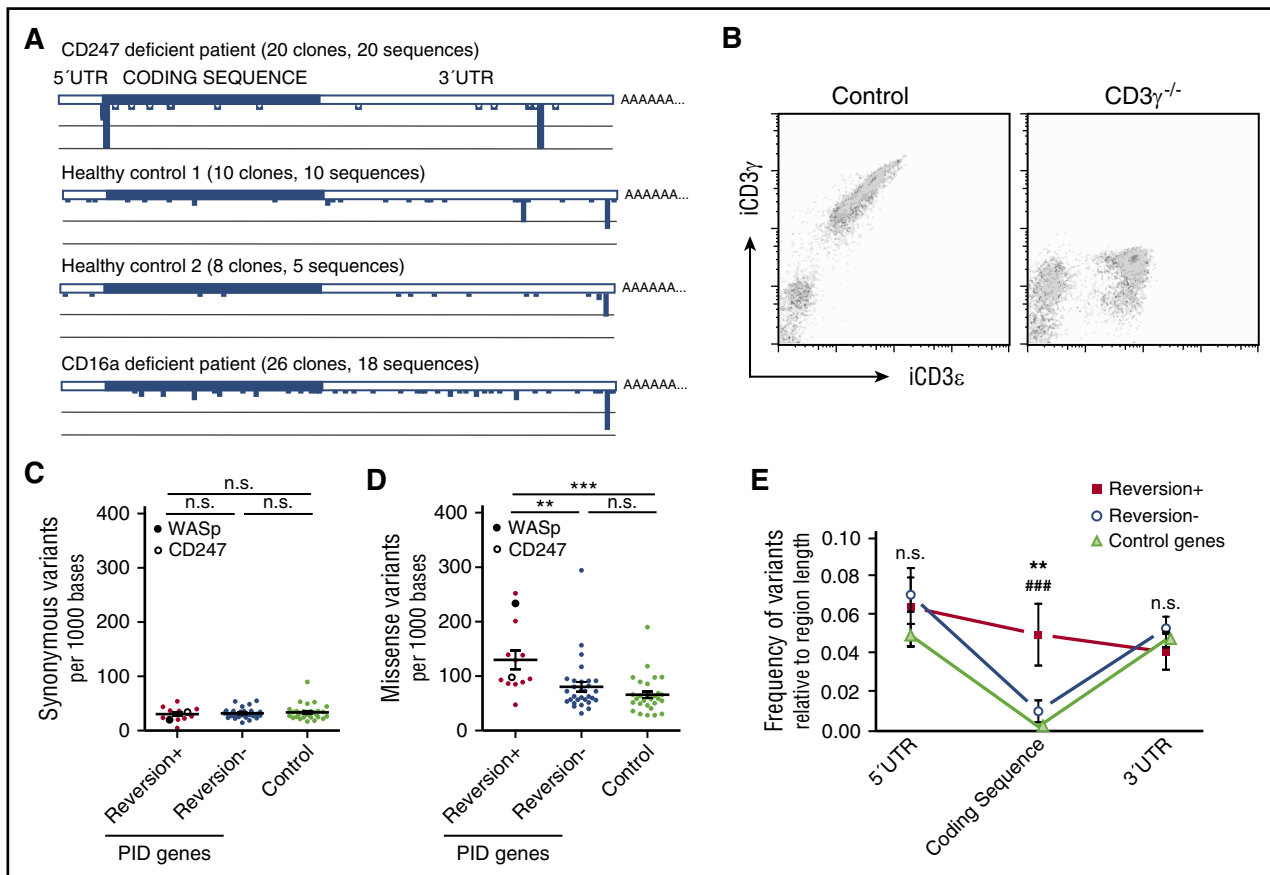 A
CD247 deficient patient (20 clones, 20 sequences)
5´UTR CODING SEQUENCE 3´UTR
AAAAAA...
Healthy control 1 (10 clones, 10 sequences)
AAAAAA...
Healthy control 2 (8 clones, 5 sequences)
AAAAAA...
CD16a deficient patient (26 clones, 18 sequences)
AAAAAA...
B
Control
CD3γ-/-
iCD3γ
iCD3ε
C
n.s.
n.s. n.s.
400
300
200
100
0
WASp
CD247
Synonymous variants
per 1000 bases
Reversion+
Reversion-
Control
PID genes
D
***
** n.s.
400
300
200
100
0
WASp
CD247
Missense variants
per 1000 bases
Reversion+
Reversion-
Control
PID genes
E
Reversion+
Reversion-
Control genes
0.10
0.08
0.06
0.04
0.02
0.00
n.s.
**
###
n.s.
Frequency of variants
relative to region length
5´UTR
Coding Sequence
3´UTR